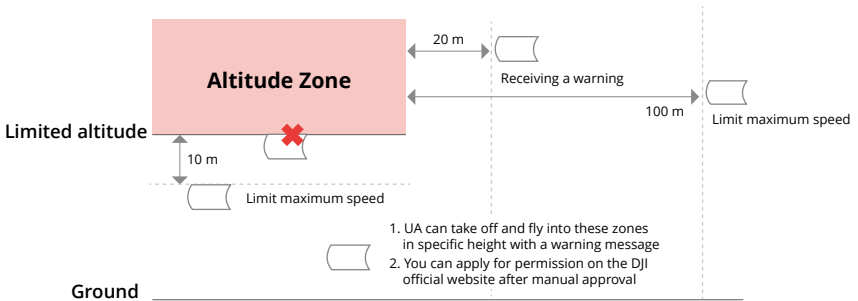 20 m
Altitude Zone
Receiving a warning
100 m
Limit maximum speed
Limited altitude
10 m
Limit maximum speed
1. UA can take off and fly into these zones
in specific height with a warning message
2. You can apply for permission on the DJI
official website after manual approval
Ground